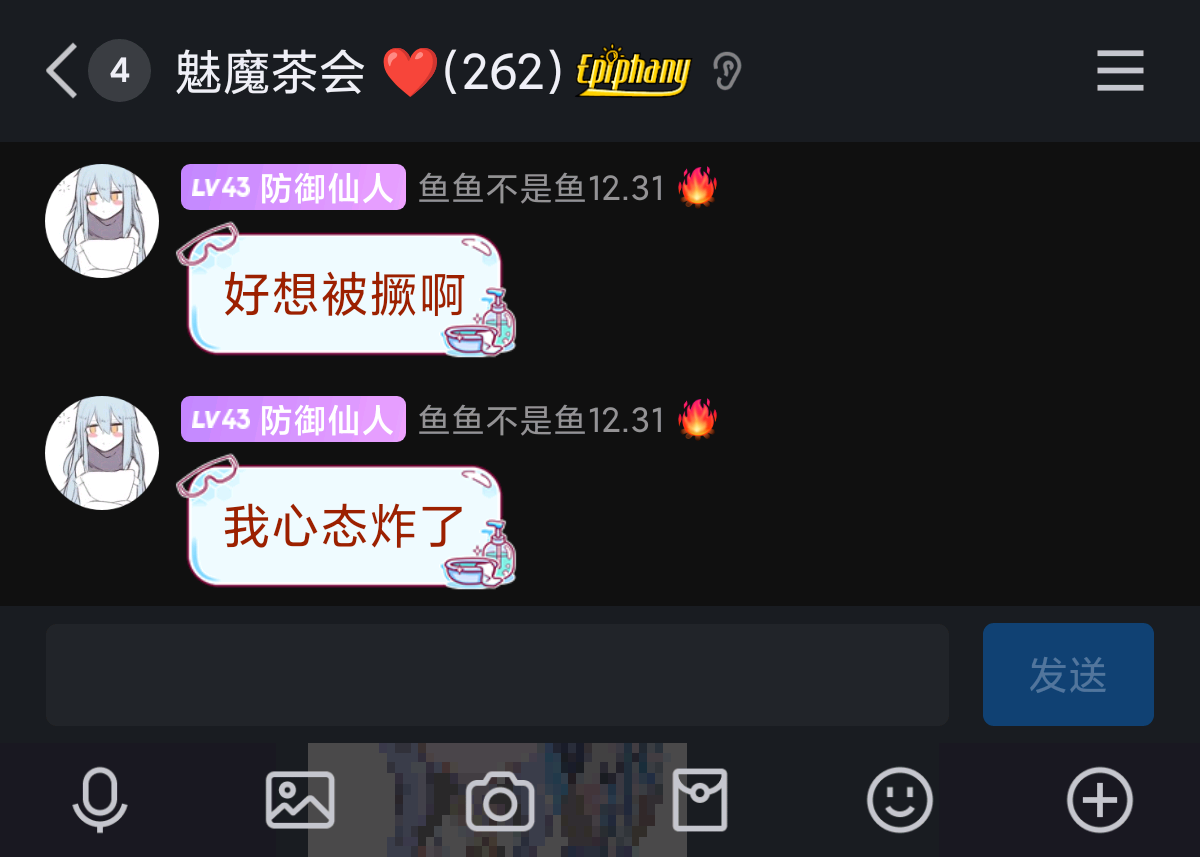 4 魅魔茶会 ❤️(262) Epiphany
LV43 防御仙人 鱼鱼不是鱼12.31 🔥
好想被撅啊
LV43 防御仙人 鱼鱼不是鱼12.31 🔥
我心态炸了
发送